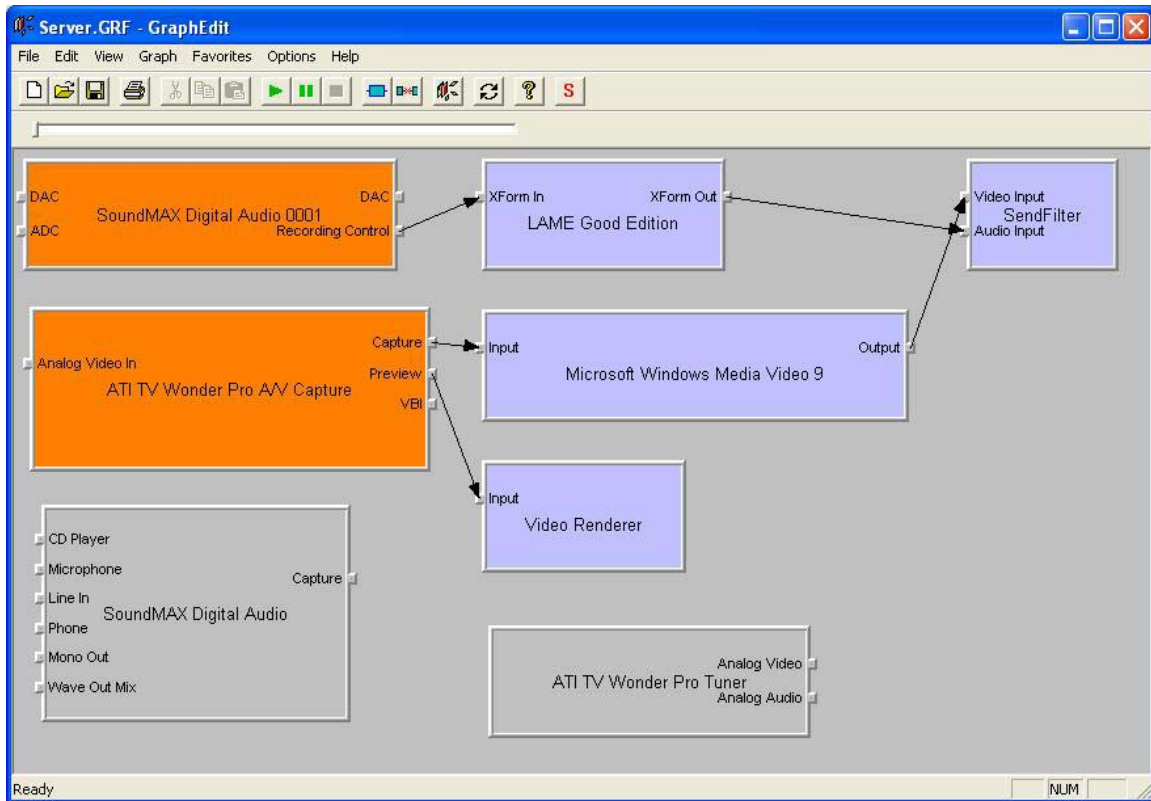 Server.GRF - GraphEdit
File Edit View Graph Favorites Options Help
S
DAC
ADC
SoundMAX Digital Audio 0001
DAC
Recording Control
XForm In
XForm Out
LAME Good Edition
Video Input
SendFilter
Audio Input
Analog Video In
ATI TV Wonder Pro A/V Capture
Capture
Preview
VBI
Input
Output
Microsoft Windows Media Video 9
Input
Video Renderer
CD Player
Microphone
Line In
Phone
Mono Out
Wave Out Mix
SoundMAX Digital Audio
Capture
Analog Video
ATI TV Wonder Pro Tuner
Analog Audio
Ready
NUM